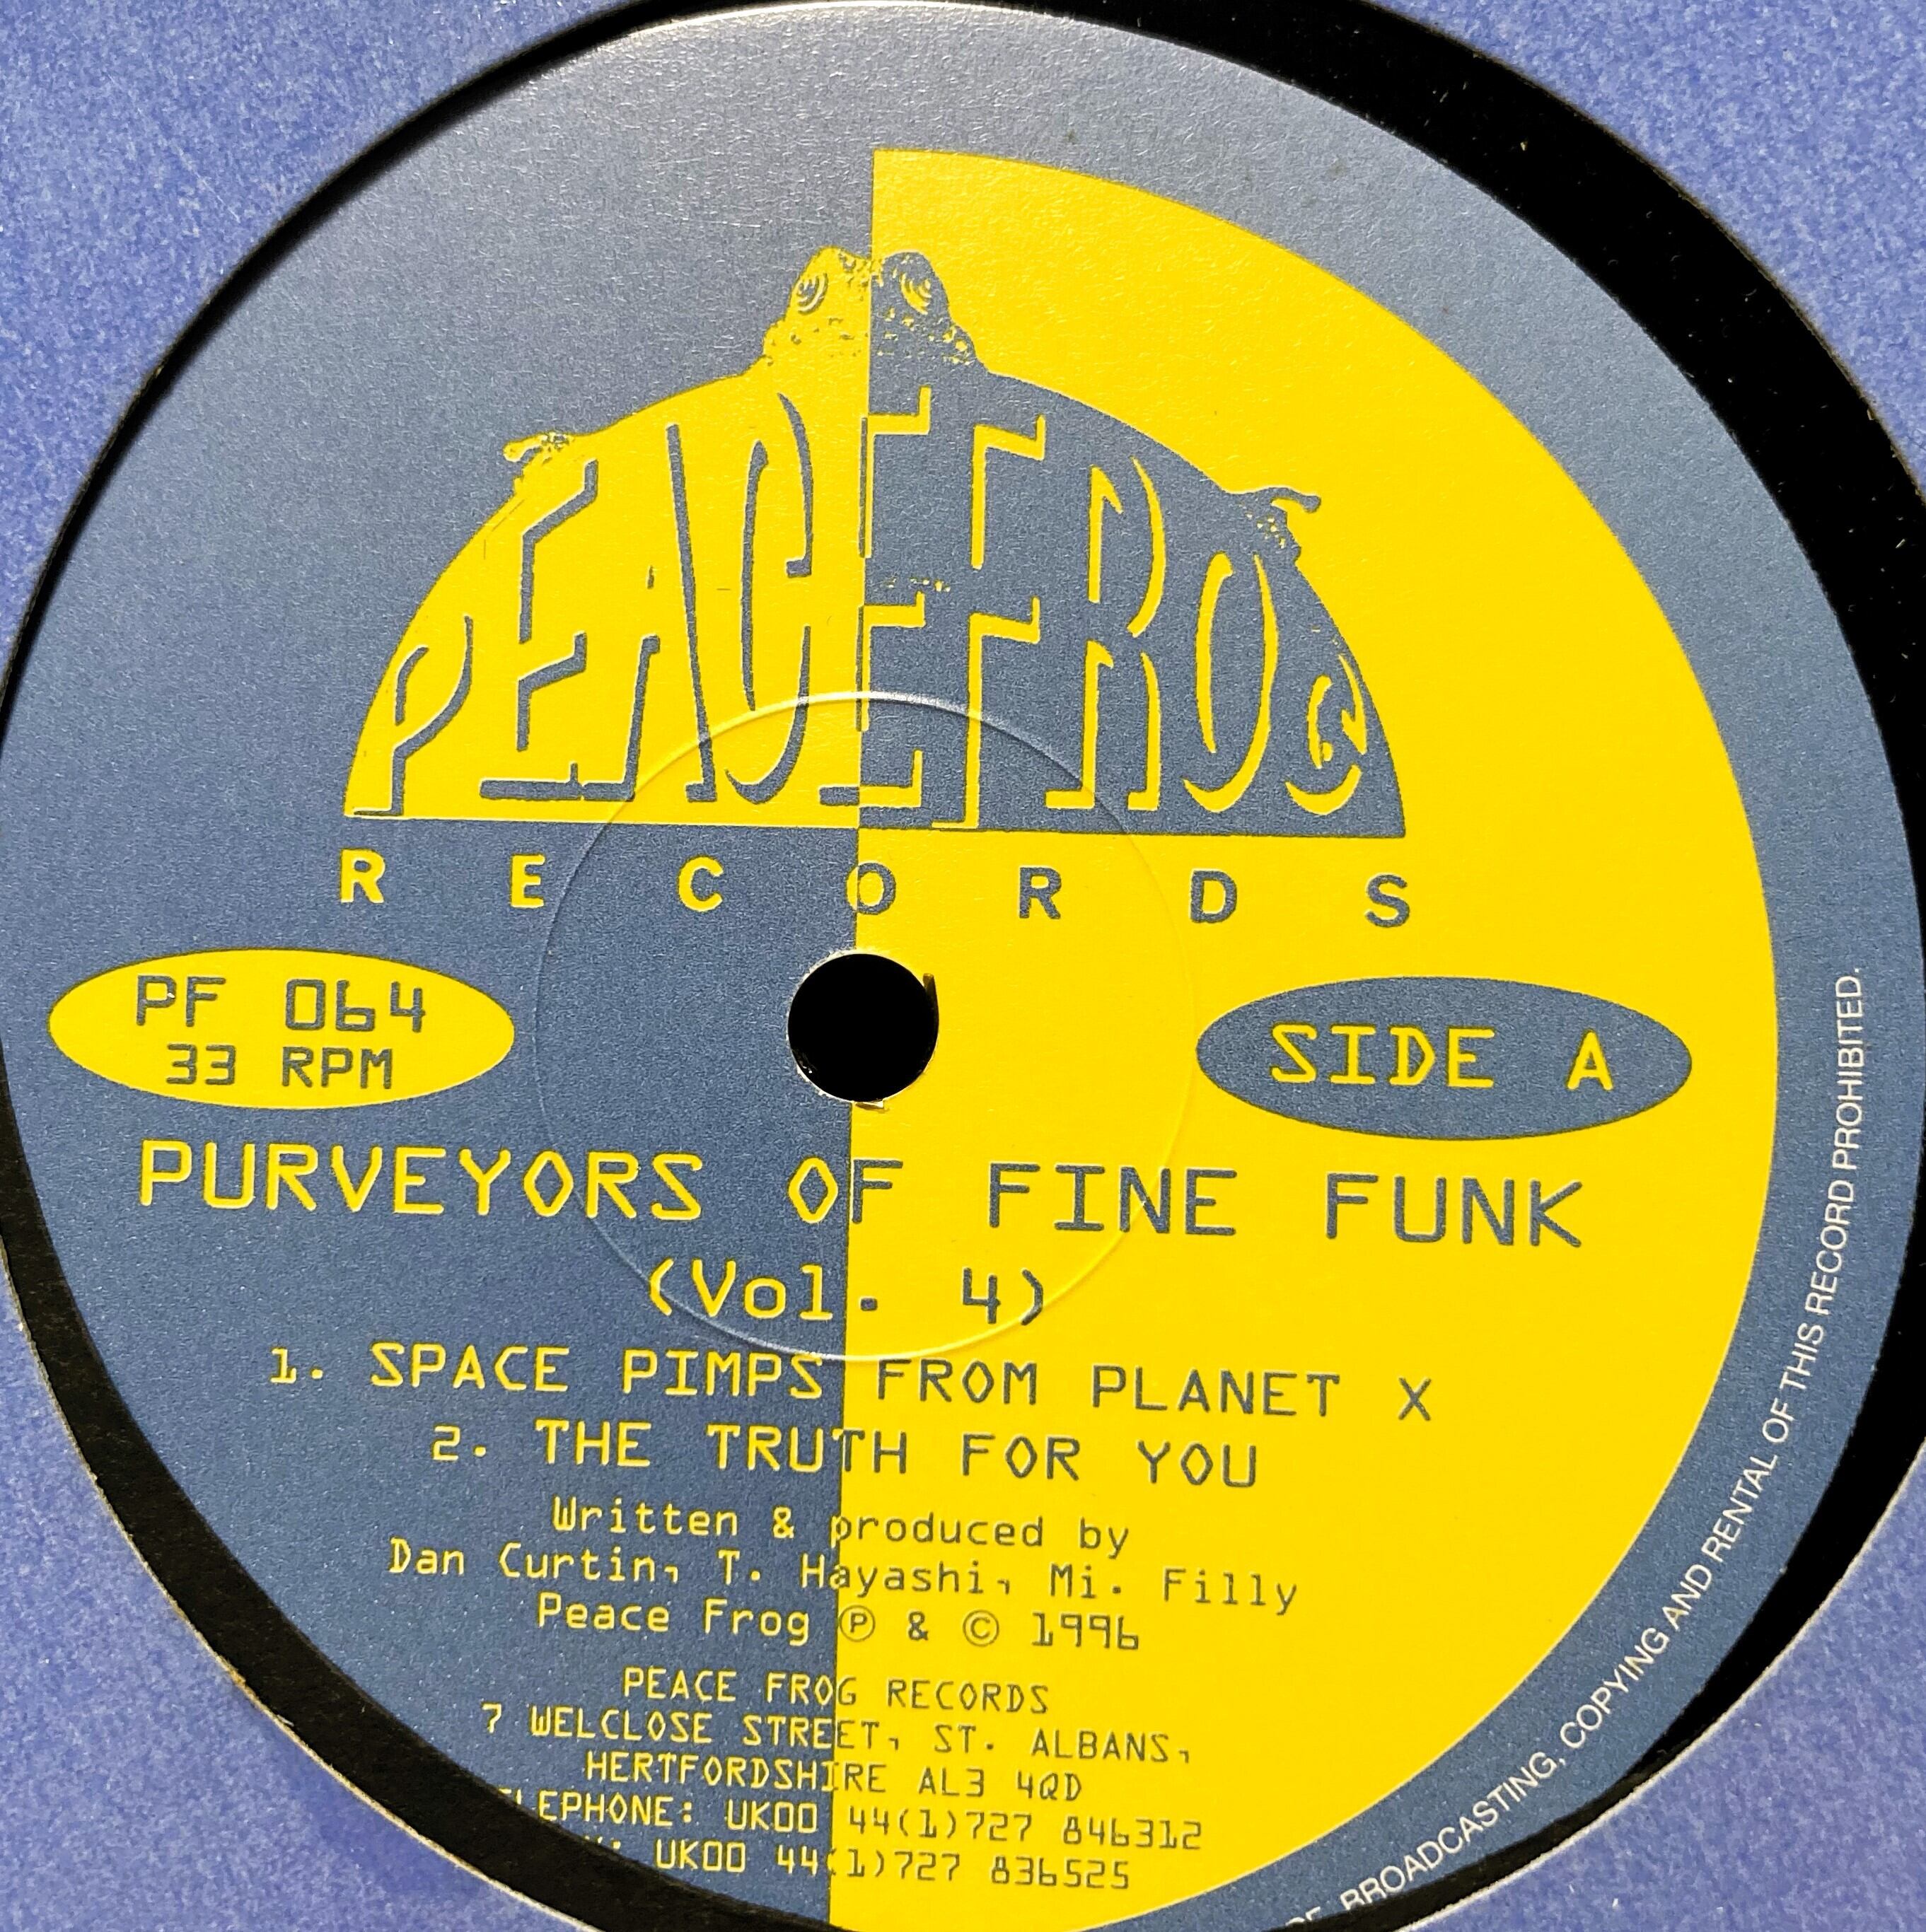 PEACEFROG
RECORDS
PF 064
33 RPM
SIDE A
PURVEYORS OF FINE FUNK
(Vol. 4)
1. SPACE PIMPS FROM PLANET X
2. THE TRUTH FOR YOU
Written & produced by
Dan Curtin, T. Hayashi, Mi. Filly
Peace Frog ℗ & © 1996
PEACE FROG RECORDS
7 WELCLOSE STREET, ST. ALBANS,
HERTFORDSHIRE AL3 4QD
ELEPHONE: UK00 44(1)727 846312
UK00 44(1)727 836525
BROADCASTING, COPYING AND RENTAL OF THIS RECORD PROHIBITED.